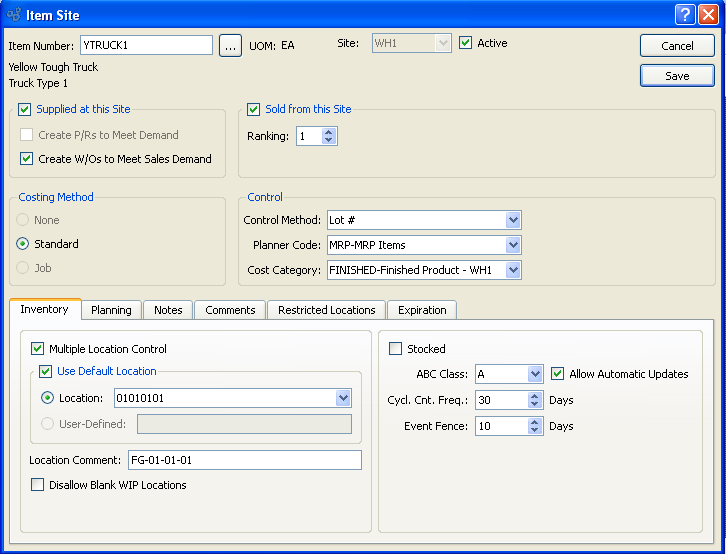 Item Site
Item Number: YTRUCK1 ... UOM: EA Site: WH1 Active
Cancel
Yellow Tough Truck
Truck Type 1
Save
Supplied at this Site
Create P/Rs to Meet Demand
Create W/Os to Meet Sales Demand
Sold from this Site
Ranking: 1
Costing Method
None
Standard
Job
Control
Control Method: Lot #
Planner Code: MRP-MRP Items
Cost Category: FINISHED-Finished Product - WH1
Inventory Planning Notes Comments Restricted Locations Expiration
Multiple Location Control
Use Default Location
Location: 01010101
User-Defined:
Location Comment: FG-01-01-01
Disallow Blank WIP Locations
Stocked
ABC Class: A Allow Automatic Updates
Cycl. Cnt. Freq.: 30 Days
Event Fence: 10 Days